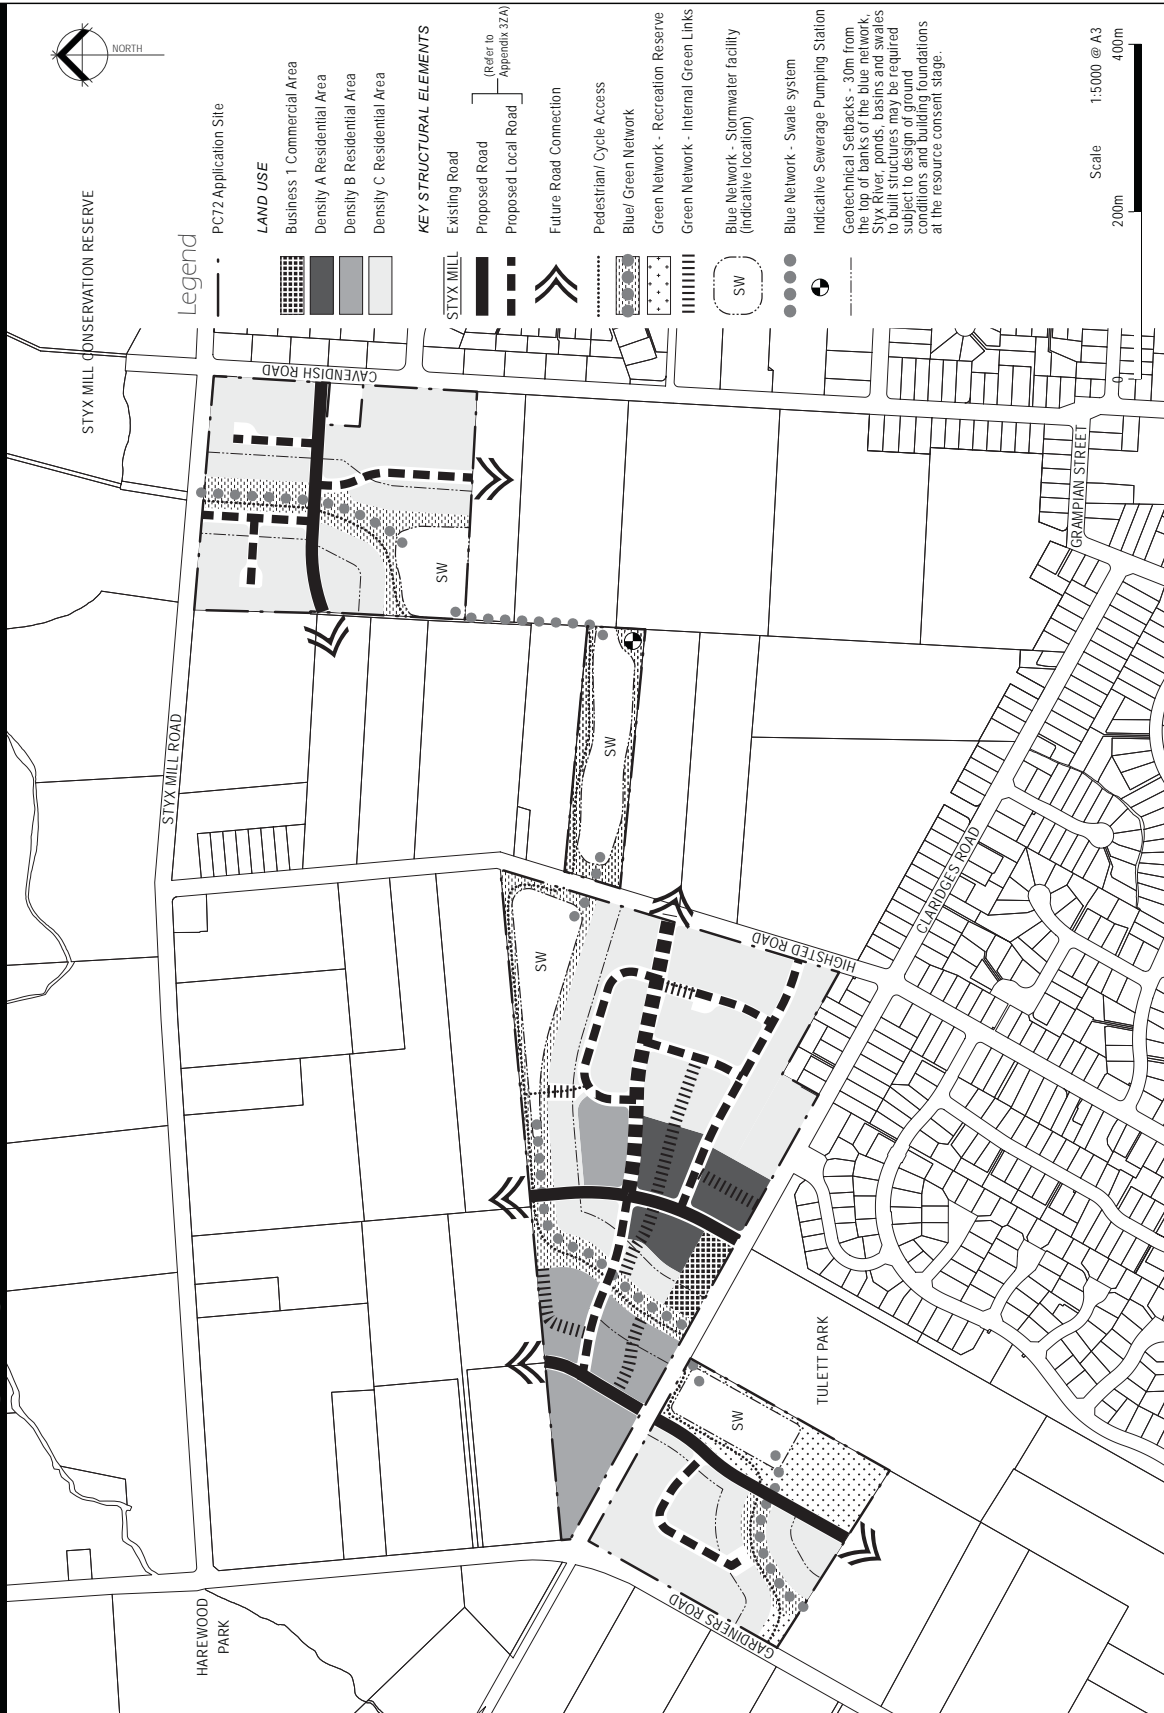 NORTH
STYX MILL CONSERVATION RESERVE
Legend
PC72 Application Site
LAND USE
Business 1 Commercial Area
Density A Residential Area
Density B Residential Area
Density C Residential Area
KEY STRUCTURAL ELEMENTS
STYX MILL
Existing Road
Proposed Road
Proposed Local Road
(Refer to
Appendix 3ZA)
Future Road Connection
Pedestrian/ Cycle Access
Blue/ Green Network
Green Network - Recreation Reserve
Green Network - Internal Green Links
SW
Blue Network - Stormwater facility
(indicative location)
Blue Network - Swale system
Indicative Sewerage Pumping Station
Geotechnical Setbacks - 30m from
the top of banks of the blue network,
Styx River, ponds, basins and swales
to built structures may be required
subject to design of ground
conditions and building foundations
at the resource consent stage.
Scale 1:5000 @ A3
0 200m 400m
CAVENDISH ROAD
STYX MILL ROAD
SW
SW
SW
GRAMPIAN STREET
CLARIDGES ROAD
HIGHSTED ROAD
TULETT PARK
SW
GARDINERS ROAD
HAREWOOD
PARK